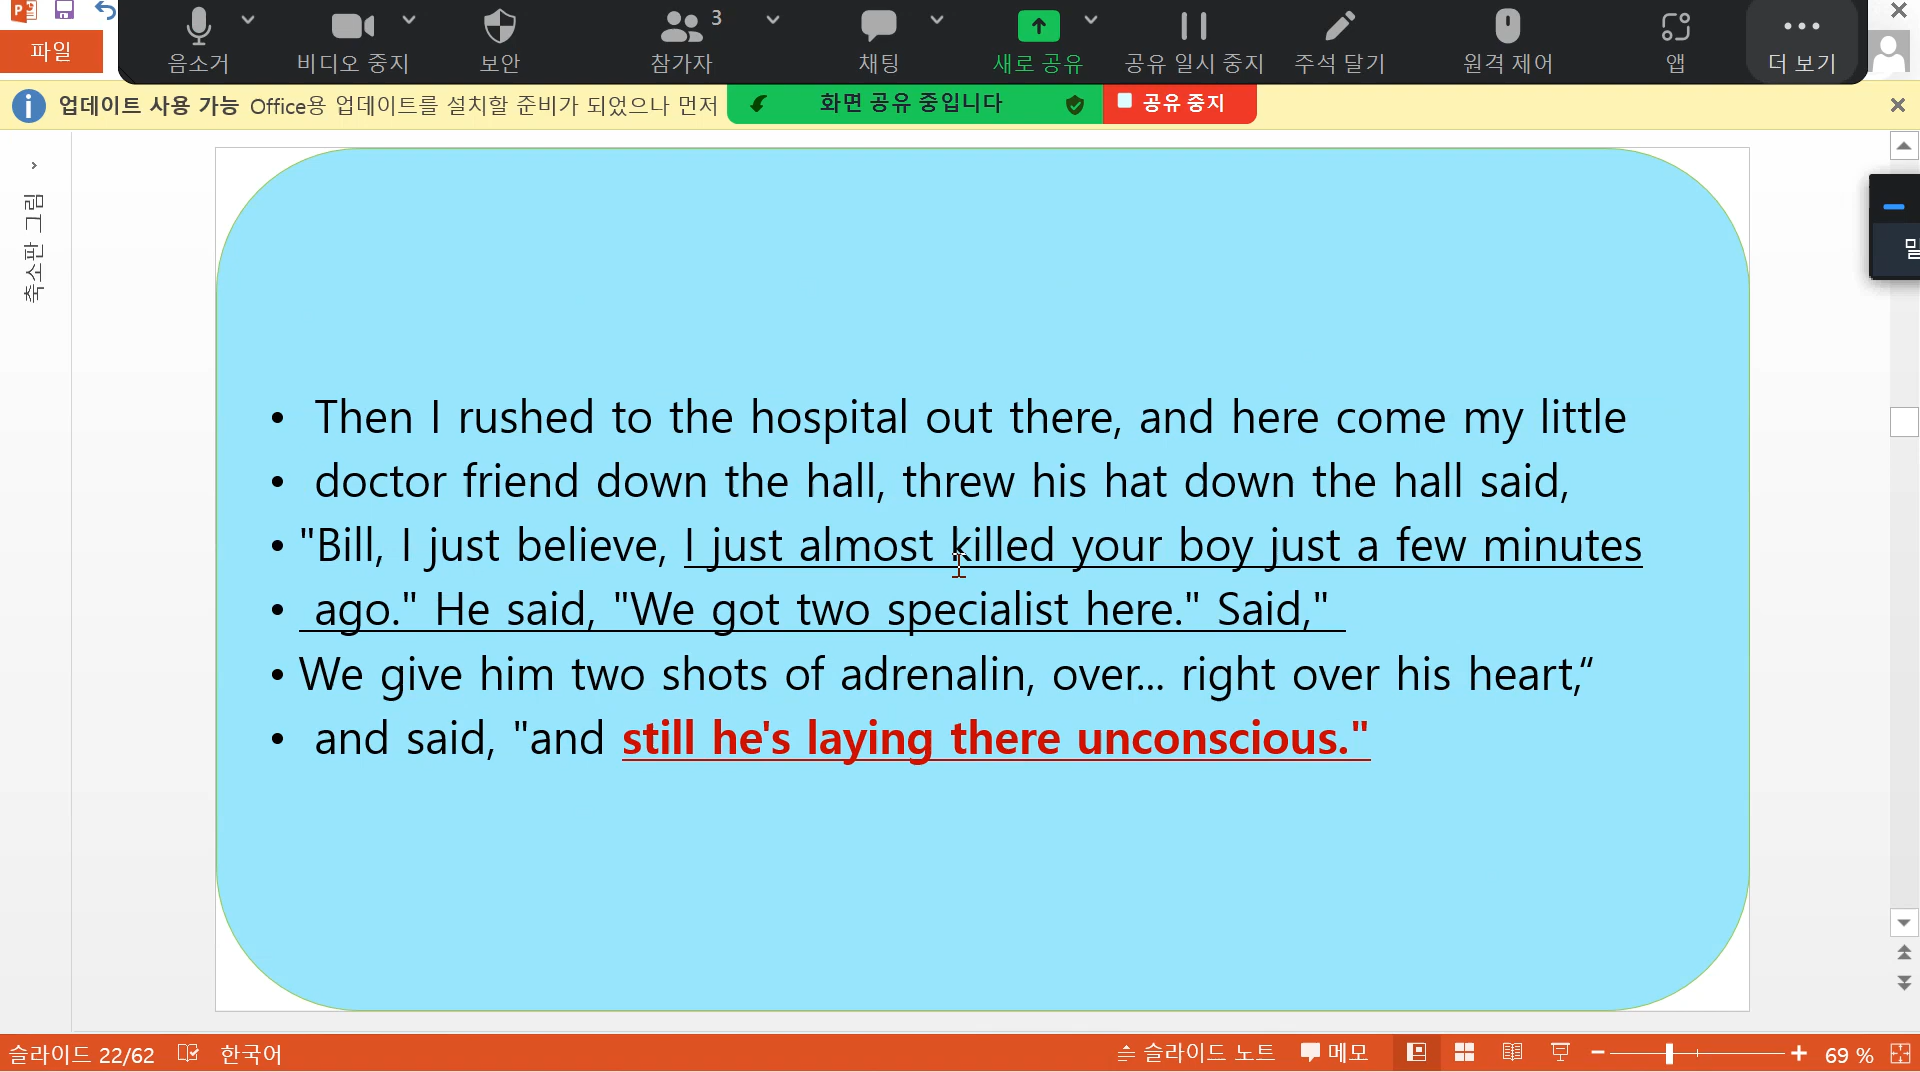 음소거
비디오 중지
보안
3
참가자
채팅
새로 공유
공유 일시 중지
주석 달기
원격 제어
앱
더 보기
파일
업데이트 사용 가능 Office용 업데이트를 설치할 준비가 되었으나 먼저
화면 공유 중입니다
공유 중지
축소판 그림
• Then I rushed to the hospital out there, and here come my little
• doctor friend down the hall, threw his hat down the hall said,
• "Bill, I just believe, I just almost killed your boy just a few minutes
• ago." He said, "We got two specialist here." Said,"
• We give him two shots of adrenalin, over... right over his heart,“
• and said, "and still he's laying there unconscious."
슬라이드 22/62
한국어
슬라이드 노트
메모
69 %